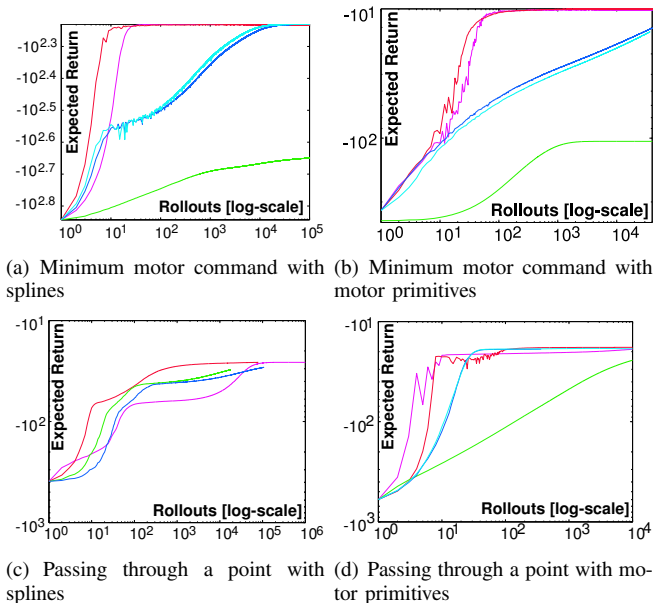 -10^2.3
-10^2.4
-10^2.5
-10^2.6
-10^2.7
-10^2.8
Expected Return
Rollouts [log-scale]
10^0 10^1 10^2 10^3 10^4 10^5
(a) Minimum motor command with splines
-10^1
-10^2
Expected Return
Rollouts [log-scale]
10^0 10^1 10^2 10^3 10^4
(b) Minimum motor command with motor primitives
-10^1
-10^2
-10^3
Expected Return
Rollouts [log-scale]
10^0 10^1 10^2 10^3 10^4 10^5 10^6
(c) Passing through a point with splines
-10^1
-10^2
-10^3
Expected Return
Rollouts [log-scale]
10^0 10^1 10^2 10^3 10^4
(d) Passing through a point with mo-
tor primitives